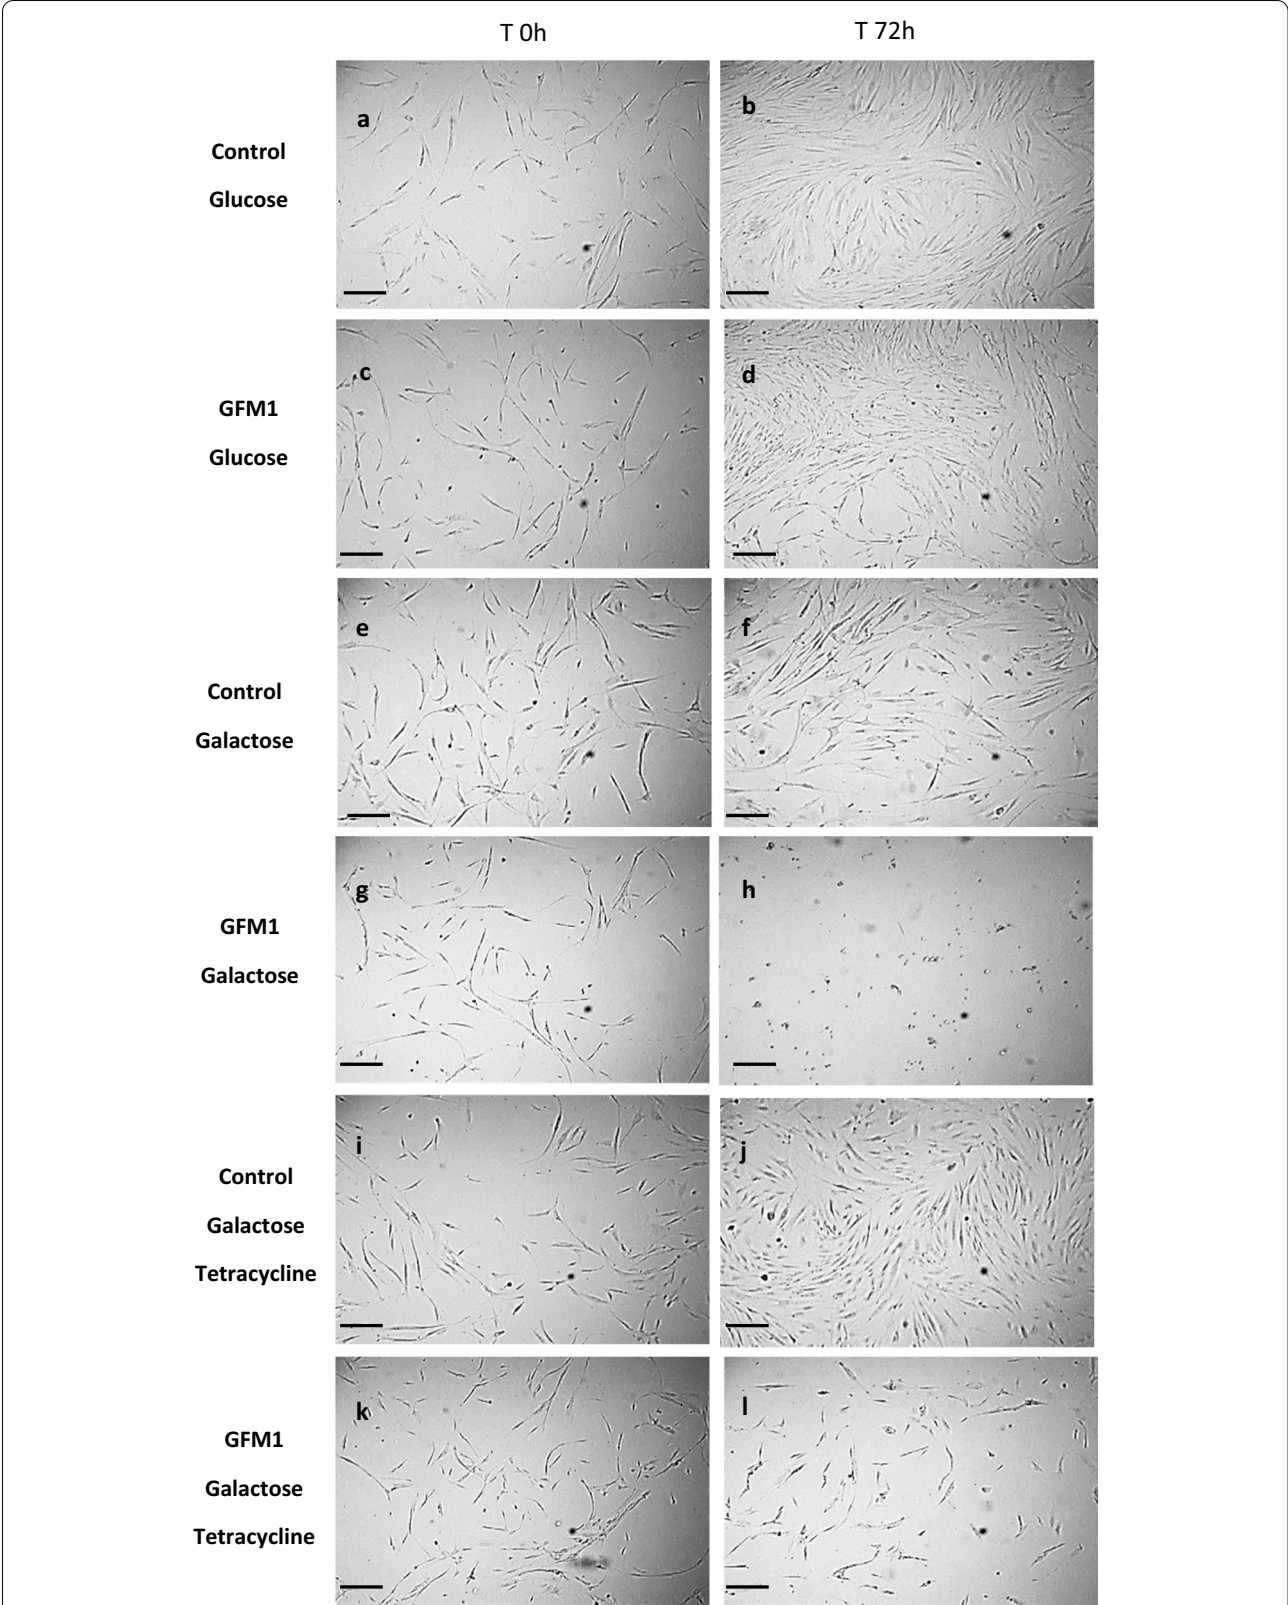 T 0h
T 72h
Control
Glucose
a
b
GFM1
Glucose
c
d
Control
Galactose
e
f
GFM1
Galactose
g
h
Control
Galactose
Tetracycline
i
j
GFM1
Galactose
Tetracycline
k
l